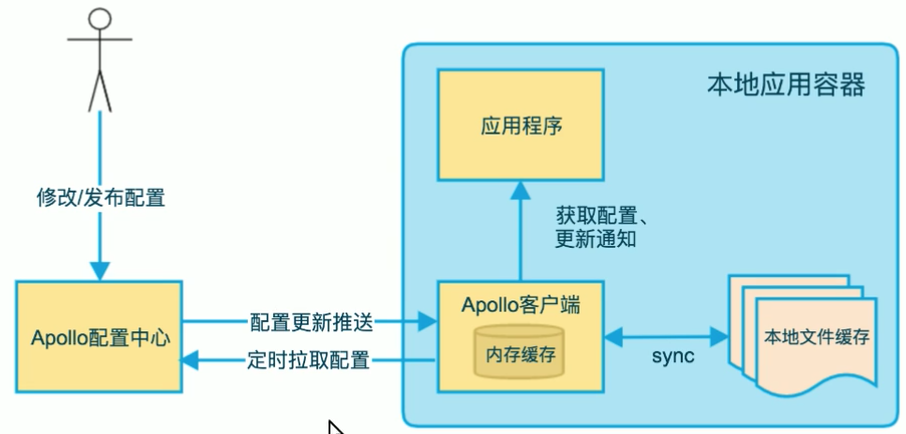 本地应用容器
应用程序
修改/发布配置
获取配置、
更新通知
Apollo配置中心
配置更新推送
定时拉取配置
Apollo客户端
内存缓存
sync
本地文件缓存